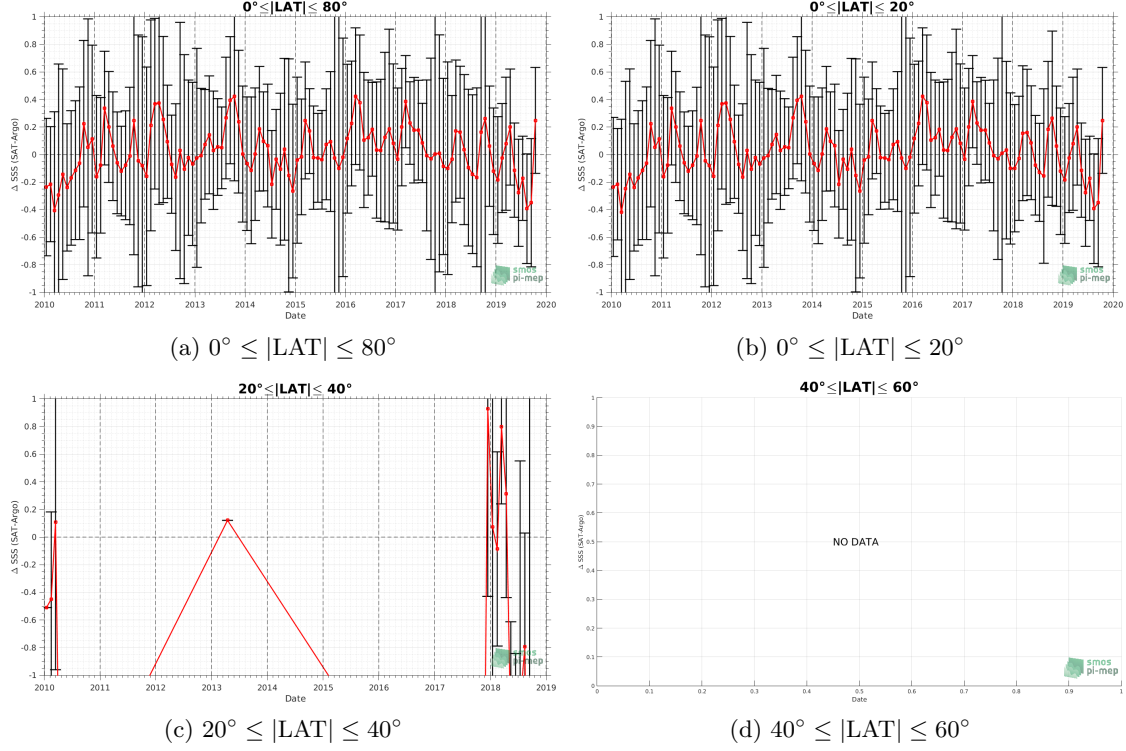 0°≤|LAT|≤ 80°
1
0.8
0.6
0.4
0.2
0
-0.2
-0.4
-0.6
-0.8
-1
Δ SSS (SAT-Argo)
2010 2011 2012 2013 2014 2015 2016 2017 2018 2019 2020
Date
smos
pi-mep
(a) 0° ≤ |LAT| ≤ 80°
0°≤|LAT|≤ 20°
1
0.8
0.6
0.4
0.2
0
-0.2
-0.4
-0.6
-0.8
-1
Δ SSS (SAT-Argo)
2010 2011 2012 2013 2014 2015 2016 2017 2018 2019 2020
Date
smos
pi-mep
(b) 0° ≤ |LAT| ≤ 20°
20°≤|LAT|≤ 40°
1
0.8
0.6
0.4
0.2
0
-0.2
-0.4
-0.6
-0.8
-1
Δ SSS (SAT-Argo)
2010 2011 2012 2013 2014 2015 2016 2017 2018 2019
Date
smos
pi-mep
(c) 20° ≤ |LAT| ≤ 40°
40°≤|LAT|≤ 60°
1
0.9
0.8
0.7
0.6
0.5
0.4
0.3
0.2
0.1
0
Δ SSS (SAT-Argo)
NO DATA
0 0.1 0.2 0.3 0.4 0.5 0.6 0.7 0.8 0.9 1
Date
smos
pi-mep
(d) 40° ≤ |LAT| ≤ 60°